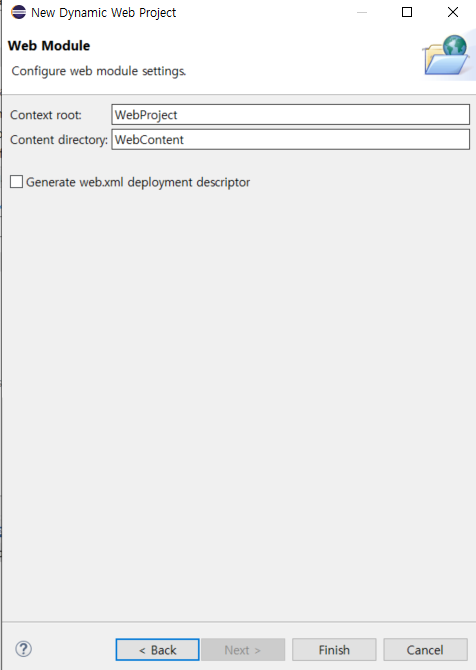 New Dynamic Web Project
Web Module
Configure web module settings.
Context root: WebProject
Content directory: WebContent
Generate web.xml deployment descriptor
? < Back Next > Finish Cancel